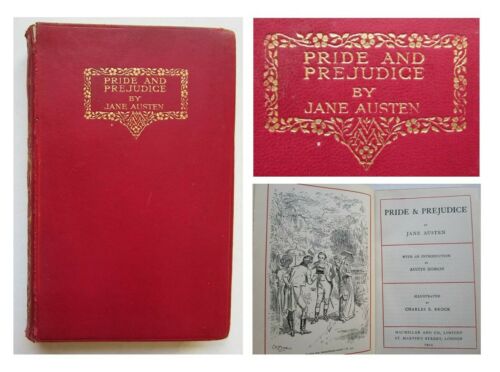 PRIDE AND
PREJUDICE
BY
JANE AUSTEN
PRIDE AND
PREJUDICE
BY
JANE AUSTEN
PRIDE & PREJUDICE
BY
JANE AUSTEN
WITH AN INTRODUCTION
BY
AUSTIN DOBSON
ILLUSTRATED
BY
CHARLES E. BROCK
MACMILLAN AND CO., LIMITED
ST. MARTIN'S STREET, LONDON